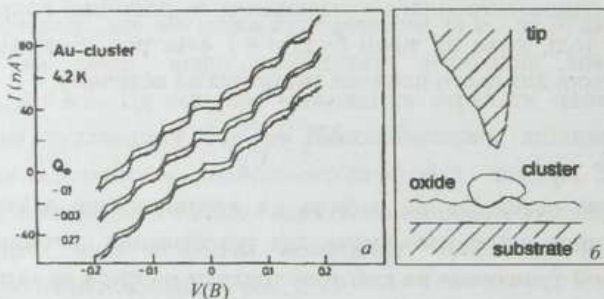 I (nA)
80
40
0
-40
Au-cluster
4.2 K
Q₀
-0.1
-0.03
0.27
-0.2
-0.1
0
0.1
0.2
V(B)
a
tip
oxide
cluster
substrate
б